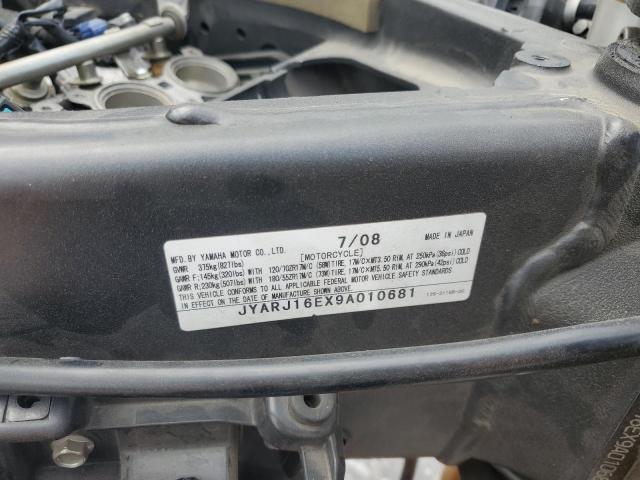 7/08
MFD. BY YAMAHA MOTOR CO., LTD. [MOTORCYCLE] MADE IN JAPAN
GVWR 375kg(827lbs)
GAWR F:145kg(320lbs) WITH 120/70ZR17M/C (58W) TIRE, 17M/C×MT3.50 RIM, AT 250kPa(36psi)COLD
GAWR R:230kg(507lbs) WITH 180/55ZR17M/C (73W) TIRE, 17M/C×MT5.50 RIM, AT 290kPa(42psi)COLD
THIS VEHICLE CONFORMS TO ALL APPLICABLE FEDERAL MOTOR VEHICLE SAFETY STANDARDS
IN EFFECT ON THE DATE OF MANUFACTURE SHOWN ABOVE.
JYARJ16EX9A010681